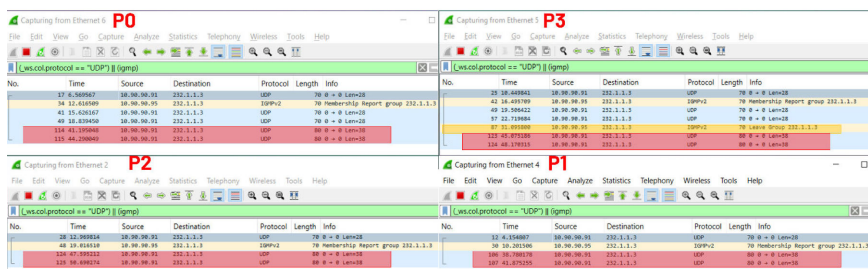 Capturing from Ethernet 6 P0
File Edit View Go Capture Analyze Statistics Telephony Wireless Tools Help
(_ws.col.protocol == "UDP") || (igmp)
No. Time Source Destination Protocol Length Info
17 6.569567 10.90.90.91 232.1.1.3 UDP 70 0 → 0 Len=28
34 12.616509 10.90.90.95 232.1.1.3 IGMPv2 70 Membership Report group 232.1.1.3
41 15.626167 10.90.90.91 232.1.1.3 UDP 70 0 → 0 Len=28
49 18.839450 10.90.90.91 232.1.1.3 UDP 70 0 → 0 Len=28
114 41.195048 10.90.90.91 232.1.1.3 UDP 80 0 → 0 Len=38
115 44.290049 10.90.90.91 232.1.1.3 UDP 80 0 → 0 Len=38
Capturing from Ethernet 5 P3
File Edit View Go Capture Analyze Statistics Telephony Wireless Tools Help
(_ws.col.protocol == "UDP") || (igmp)
No. Time Source Destination Protocol Length Info
25 10.449841 10.90.90.91 232.1.1.3 UDP 70 0 → 0 Len=28
42 16.495709 10.90.90.95 232.1.1.3 IGMPv2 70 Membership Report group 232.1.1.3
49 19.506422 10.90.90.91 232.1.1.3 UDP 70 0 → 0 Len=28
57 22.719684 10.90.90.91 232.1.1.3 UDP 70 0 → 0 Len=28
87 10.90.90.95 232.1.1.3 IGMPv2 70 Leave Group 232.1.1.3
123 45.075186 10.90.90.91 232.1.1.3 UDP 80 0 → 0 Len=38
124 48.170313 10.90.90.91 232.1.1.3 UDP 80 0 → 0 Len=38
Capturing from Ethernet 2 P2
File Edit View Go Capture Analyze Statistics Telephony Wireless Tools Help
(_ws.col.protocol == "UDP") || (igmp)
No. Time Source Destination Protocol Length Info
28 12.969814 10.90.90.91 232.1.1.3 UDP 70 0 → 0 Len=28
48 19.016510 10.90.90.95 232.1.1.3 IGMPv2 70 Membership Report group 232.1.1.3
124 47.595222 10.90.90.91 232.1.1.3 UDP 80 0 → 0 Len=38
10.90.90.91 232.1.1.3 UDP 80 0 → 0 Len=38
Capturing from Ethernet 4 P1
File Edit View Go Capture Analyze Statistics Telephony Wireless Tools Help
(_ws.col.protocol == "UDP") || (igmp)
No. Time Source Destination Protocol Length Info
12 4.154807 10.90.90.91 232.1.1.3 UDP 70 0 → 0 Len=28
30 10.201506 10.90.90.95 232.1.1.3 IGMPv2 70 Membership Report group 232.1.1.3
106 38.780178 10.90.90.91 232.1.1.3 UDP 80 0 → 0 Len=38
107 41.875255 10.90.90.91 232.1.1.3 UDP 80 0 → 0 Len=38